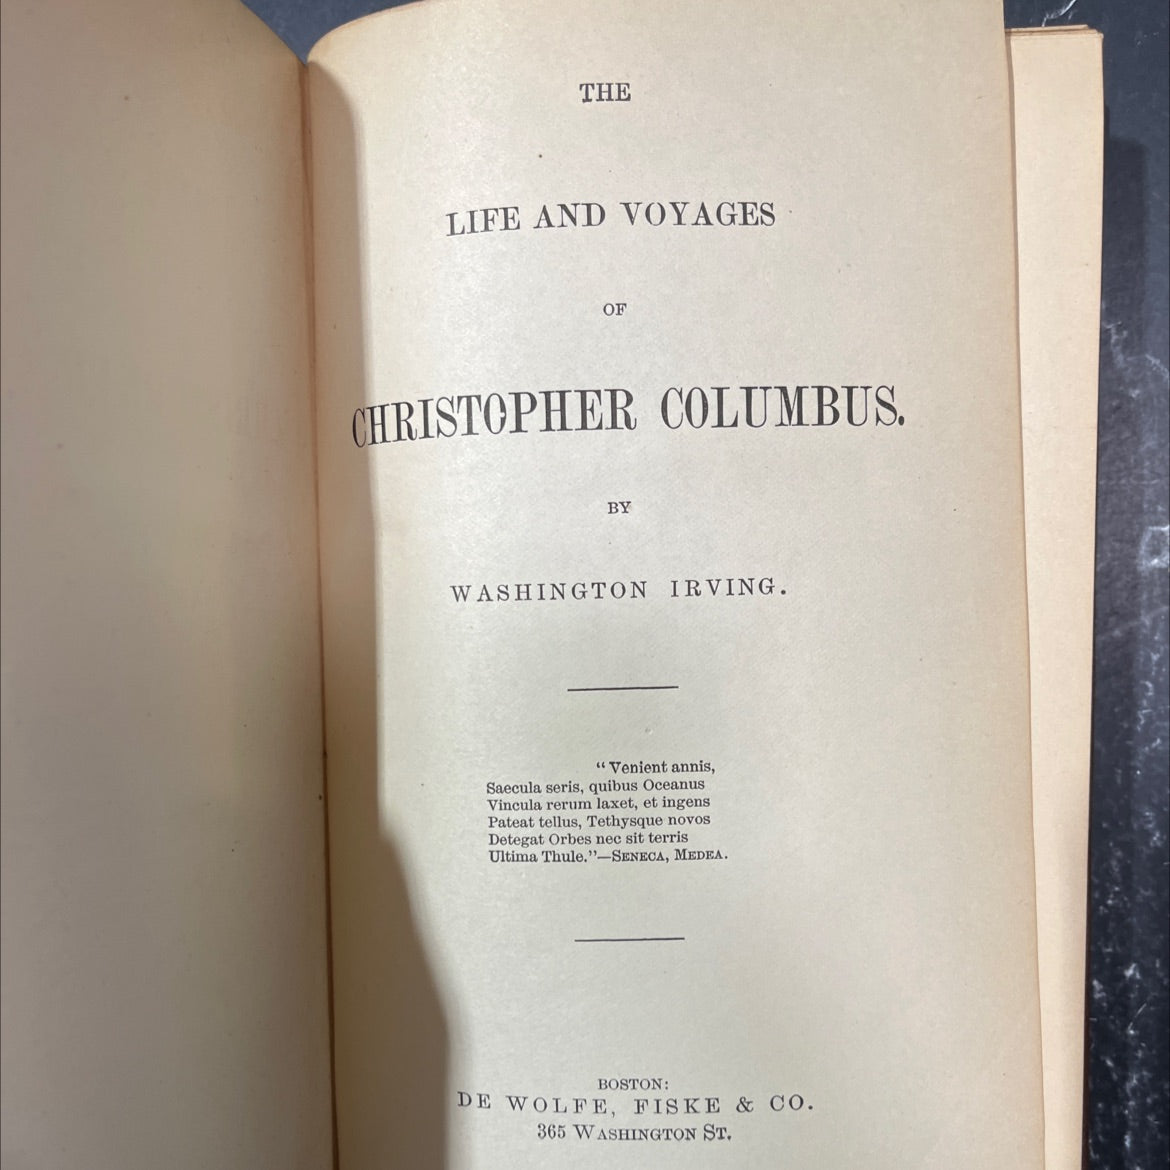 THE
LIFE AND VOYAGES
OF
CHRISTOPHER COLUMBUS.
BY
WASHINGTON IRVING.
“Venient annis,
Saecula seris, quibus Oceanus
Vincula rerum laxet, et ingens
Pateat tellus, Tethysque novos
Detegat Orbes nec sit terris
Ultima Thule.”—SENECA, MEDEA.
BOSTON:
DE WOLFE, FISKE & CO.
365 WASHINGTON ST.